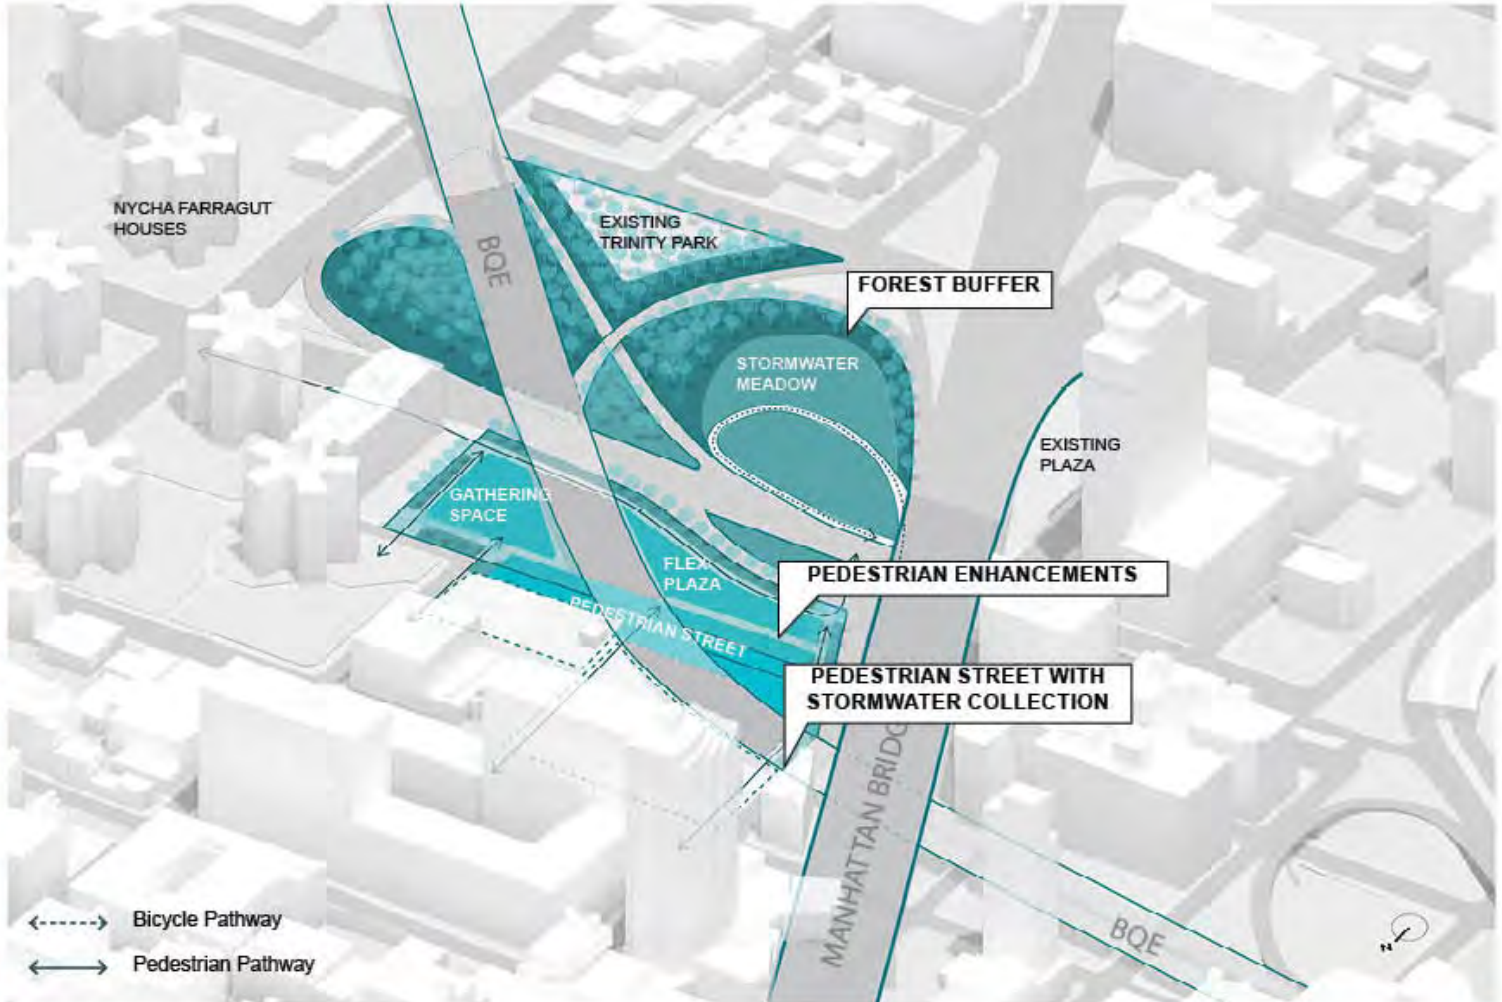 NYCHA FARRAGUT
HOUSES
BQE
EXISTING
TRINITY PARK
FOREST BUFFER
STORMWATER
MEADOW
EXISTING
PLAZA
GATHERING
SPACE
FLEX
PLAZA
PEDESTRIAN ENHANCEMENTS
PEDESTRIAN STREET
PEDESTRIAN STREET WITH
STORMWATER COLLECTION
MANHATTAN BRIDG
BQE
Bicycle Pathway
Pedestrian Pathway
N